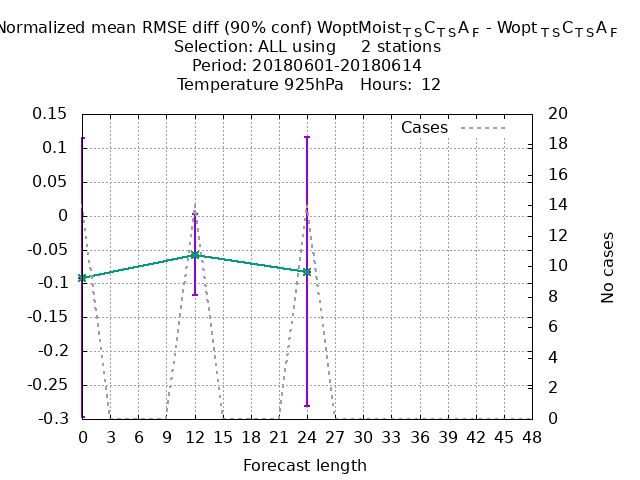 Normalized mean RMSE diff (90% conf) WoptMoist T S C T S A F - Wopt T S C T S A F
Selection: ALL using 2 stations
Period: 20180601-20180614
Temperature 925hPa Hours: 12
Cases
0.15
0.1
0.05
0
-0.05
-0.1
-0.15
-0.2
-0.25
-0.3
20
18
16
14
12
10
8
6
4
2
0
No cases
0 3 6 9 12 15 18 21 24 27 30 33 36 39 42 45 48
Forecast length